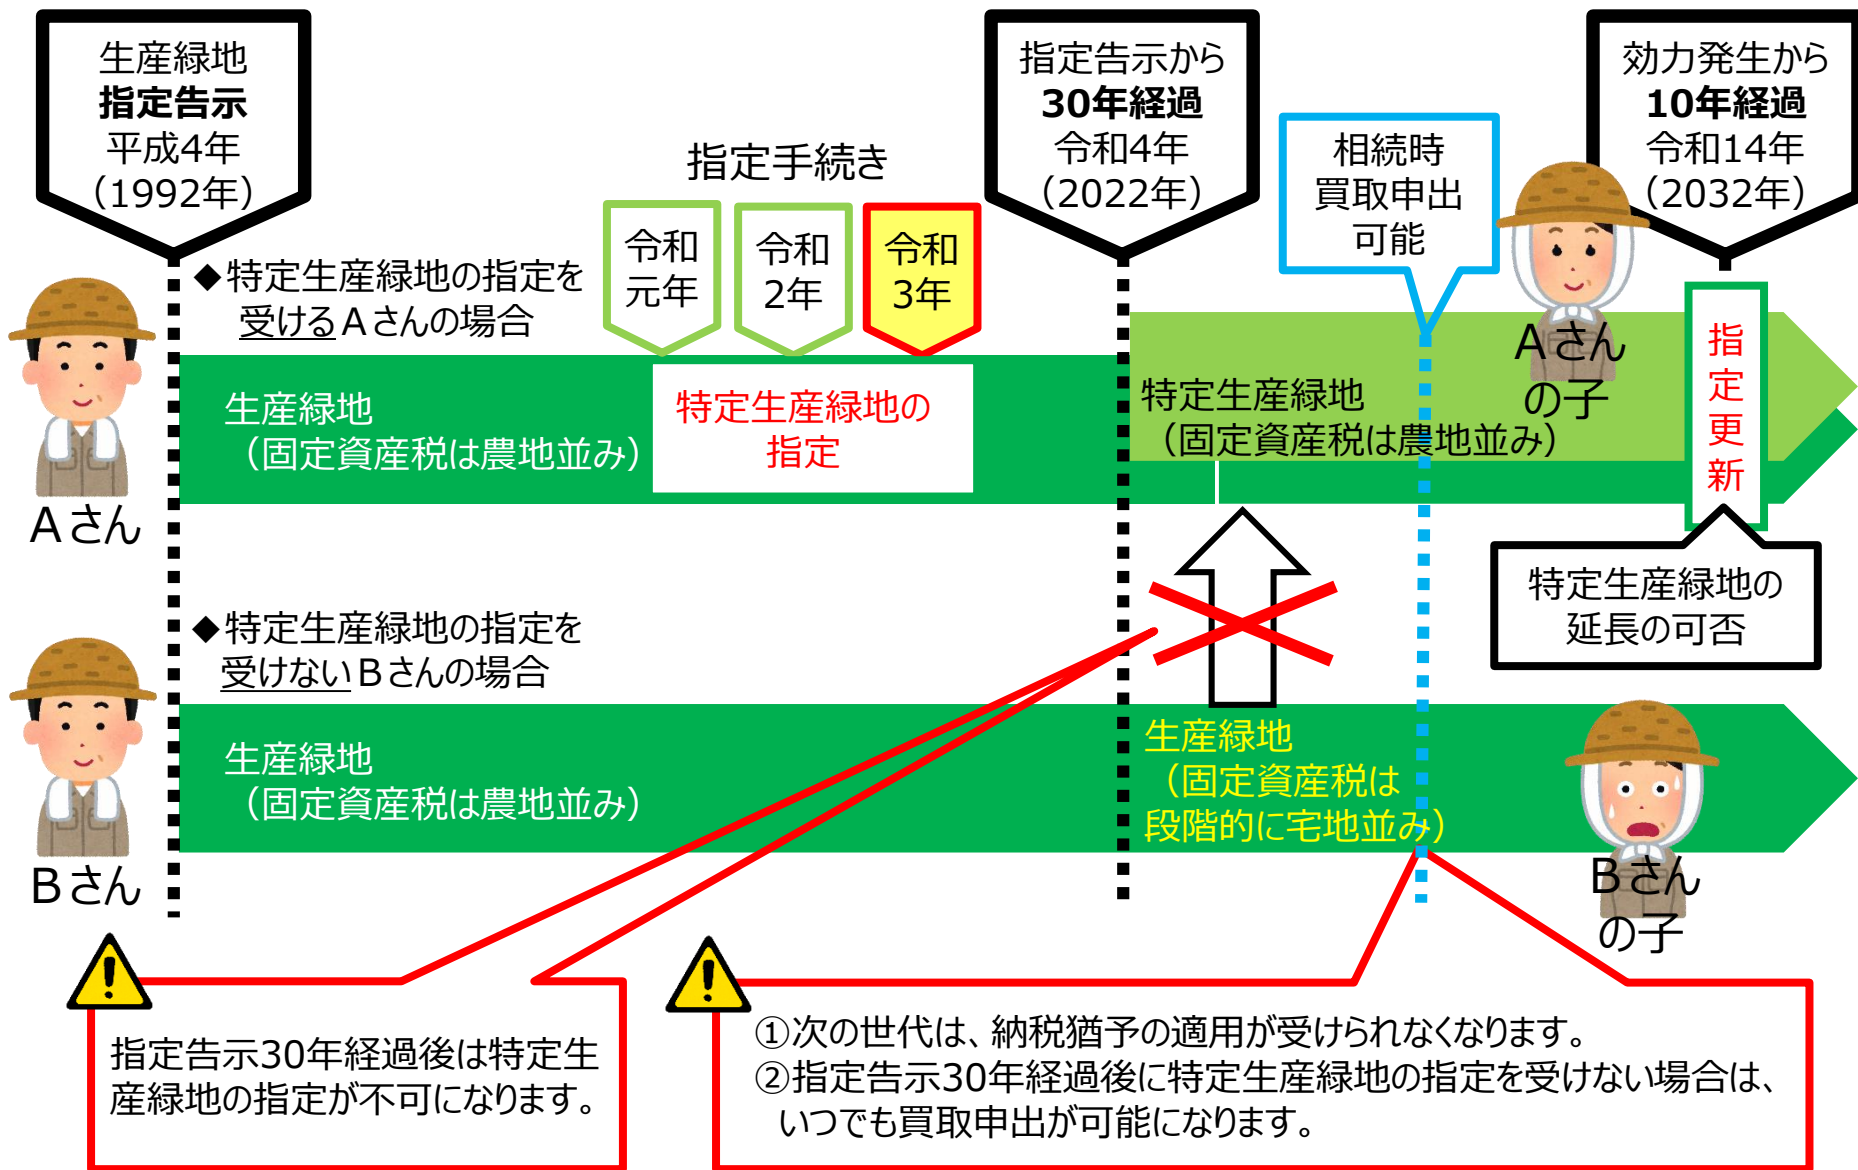 生産緑地
指定告示
平成4年
（1992年）
指定手続き
令和
元年
令和
2年
令和
3年
指定告示から
30年経過
令和4年
（2022年）
相続時
買取申出
可能
効力発生から
10年経過
令和14年
（2032年）
◆特定生産緑地の指定を
受けるＡさんの場合
Ａさん
生産緑地
（固定資産税は農地並み）
特定生産緑地の
指定
特定生産緑地
（固定資産税は農地並み）
Ａさん
の子
指定更新
特定生産緑地の
延長の可否
◆特定生産緑地の指定を
受けないＢさんの場合
Ｂさん
生産緑地
（固定資産税は農地並み）
生産緑地
（固定資産税は
段階的に宅地並み）
Ｂさん
の子
指定告示30年経過後は特定生
産緑地の指定が不可になります。
①次の世代は、納税猶予の適用が受けられなくなります。
②指定告示30年経過後に特定生産緑地の指定を受けない場合は、
いつでも買取申出が可能になります。